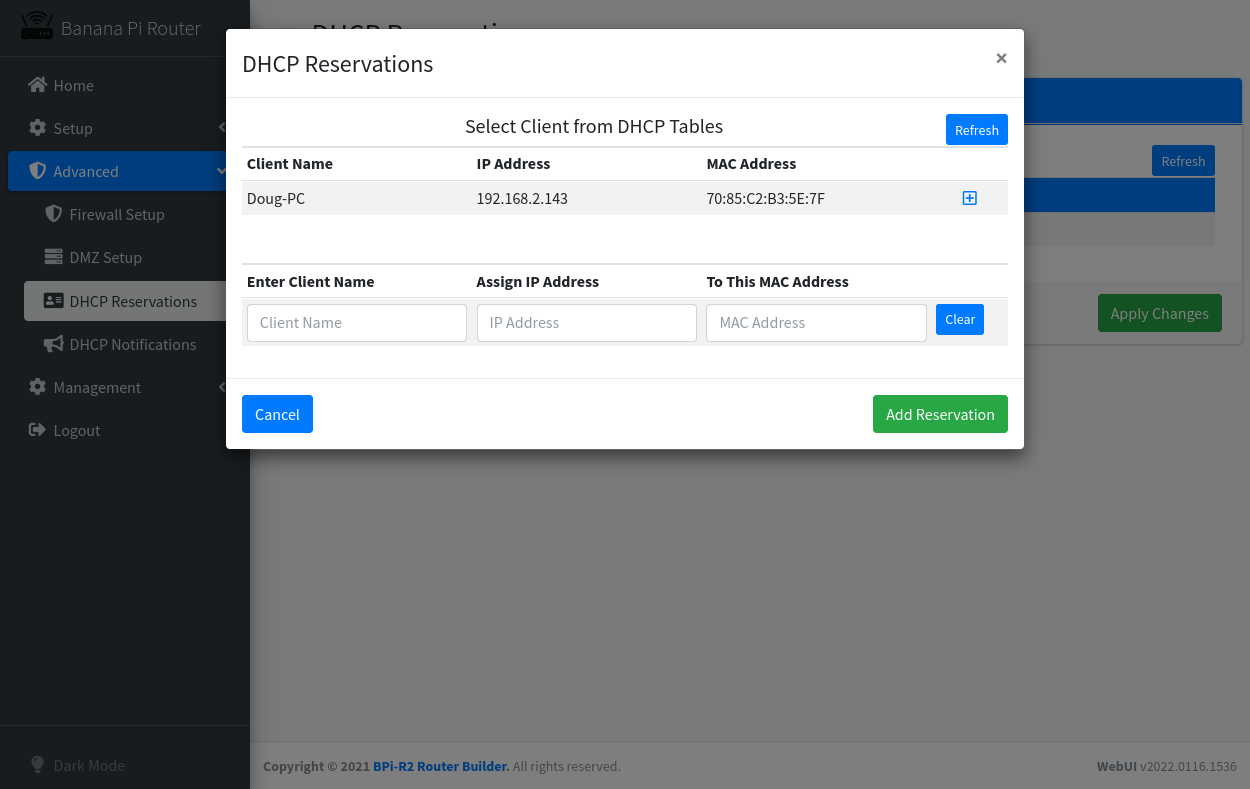 Banana Pi Router
Home
Setup
Advanced
Firewall Setup
DMZ Setup
DHCP Reservations
DHCP Notifications
Management
Logout
Dark Mode
DHCP Reservations
×
Select Client from DHCP Tables
Refresh
Client Name IP Address MAC Address
Doug-PC 192.168.2.143 70:85:C2:B3:5E:7F
Enter Client Name Assign IP Address To This MAC Address
Client Name IP Address MAC Address Clear
Cancel Add Reservation
Refresh
Apply Changes
Copyright © 2021 BPi-R2 Router Builder. All rights reserved.
WebUI v2022.0116.1536